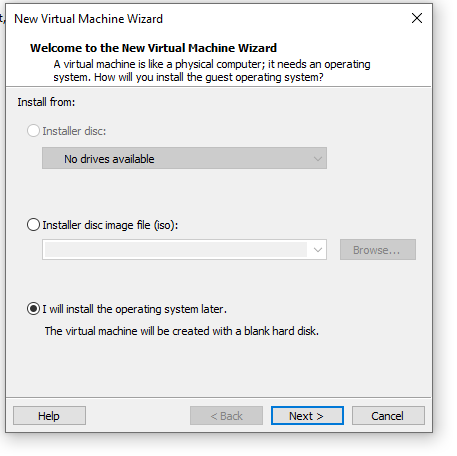 New Virtual Machine Wizard
Welcome to the New Virtual Machine Wizard
A virtual machine is like a physical computer; it needs an operating
system. How will you install the guest operating system?
Install from:
Installer disc:
No drives available
Installer disc image file (iso):
Browse...
I will install the operating system later.
The virtual machine will be created with a blank hard disk.
Help
< Back
Next >
Cancel